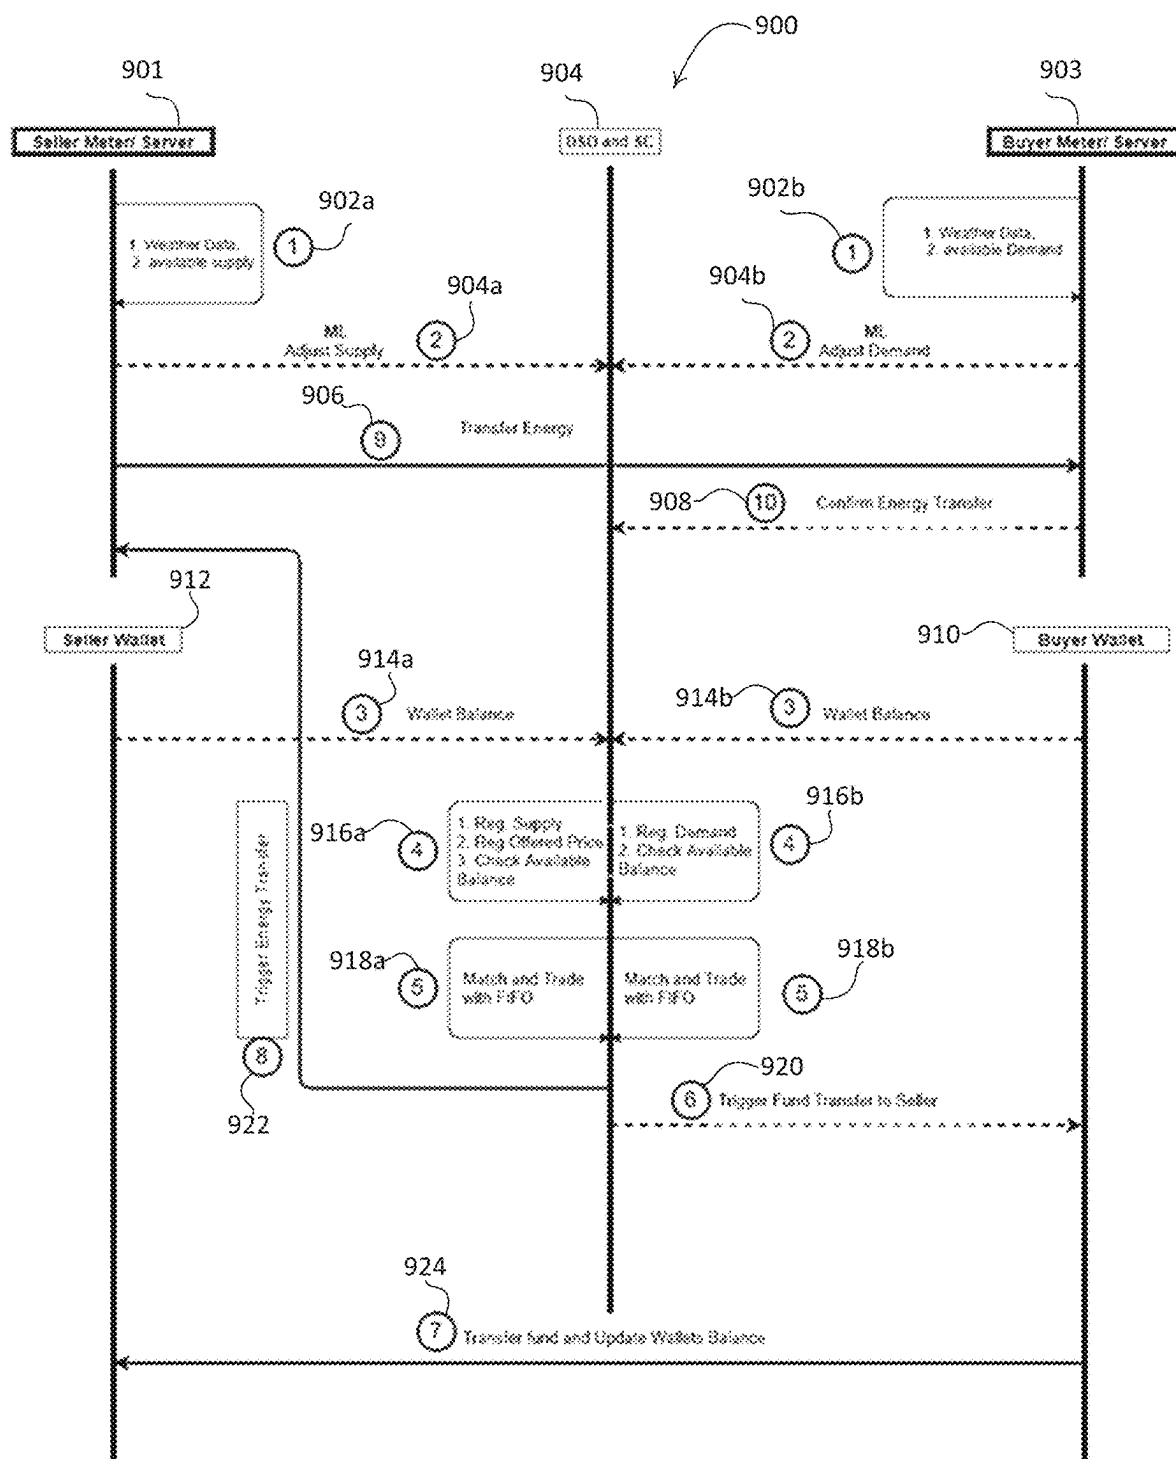 900
901
904
903
Seller Meter/ Server
DSO and SC
Buyer Meter/ Server
902a
902b
1. Weather Data,
2. available supply
1
1
1. Weather Data,
2. available Demand
904a
904b
ML
Adjust Supply
2
2
ML
Adjust Demand
906
9
Transfer Energy
908
10
Confirm Energy Transfer
912
910
Seller Wallet
Buyer Wallet
914a
914b
3
Wallet Balance
3
Wallet Balance
916a
916b
4
1. Reg. Supply
2. Reg Offered Price
3. Check Available
Balance
1. Reg. Demand
2. Check Available
Balance
4
Trigger Energy Transfer
918a
918b
5
Match and Trade
with FIFO
Match and Trade
with FIFO
5
8
922
920
6
Trigger Fund Transfer to Seller
924
7
Transfer fund and Update Wallets Balance